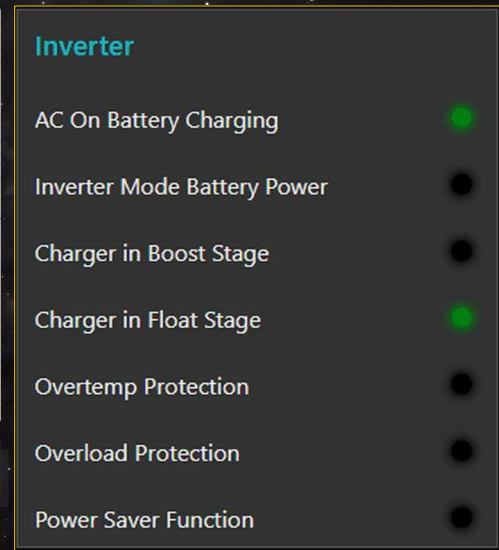 Inverter
AC On Battery Charging
Inverter Mode Battery Power
Charger in Boost Stage
Charger in Float Stage
Overtemp Protection
Overload Protection
Power Saver Function